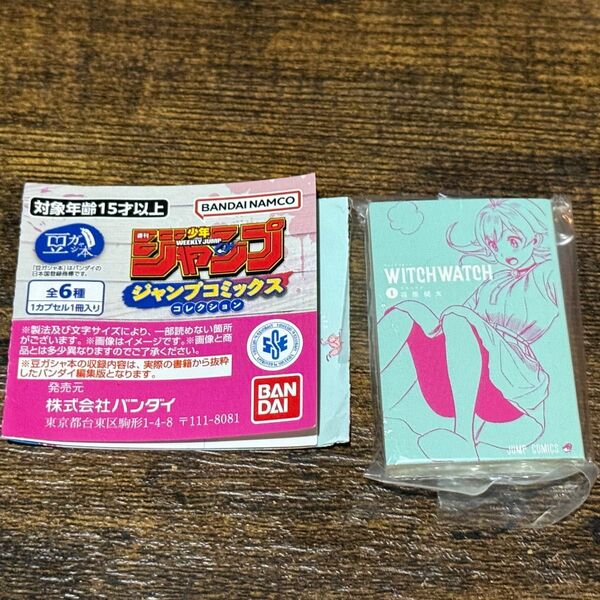 対象年齢15才以上
BANDAI NAMCO
豆ガシャ本
「豆ガシャ本」はバンダイの
日本国登録商標です。
全6種
1カプセル1冊入り
週刊少年
WEEKLY JUMP
ジャンプ
ジャンプコミックス
コレクション
※製法及び文字サイズにより、一部読めない箇所
がございます。※画像はイメージです。※画像と商
品とは多少異なりますのでご了承ください。
※豆ガシャ本の収録内容は、実際の書籍から抜粋
したバンダイ編集版となります。
発売元
株式会社バンダイ
東京都台東区駒形1-4-8 〒111-8081
BAN
DAI
WITCH WATCH
1 篠原健太
JUMP COMICS